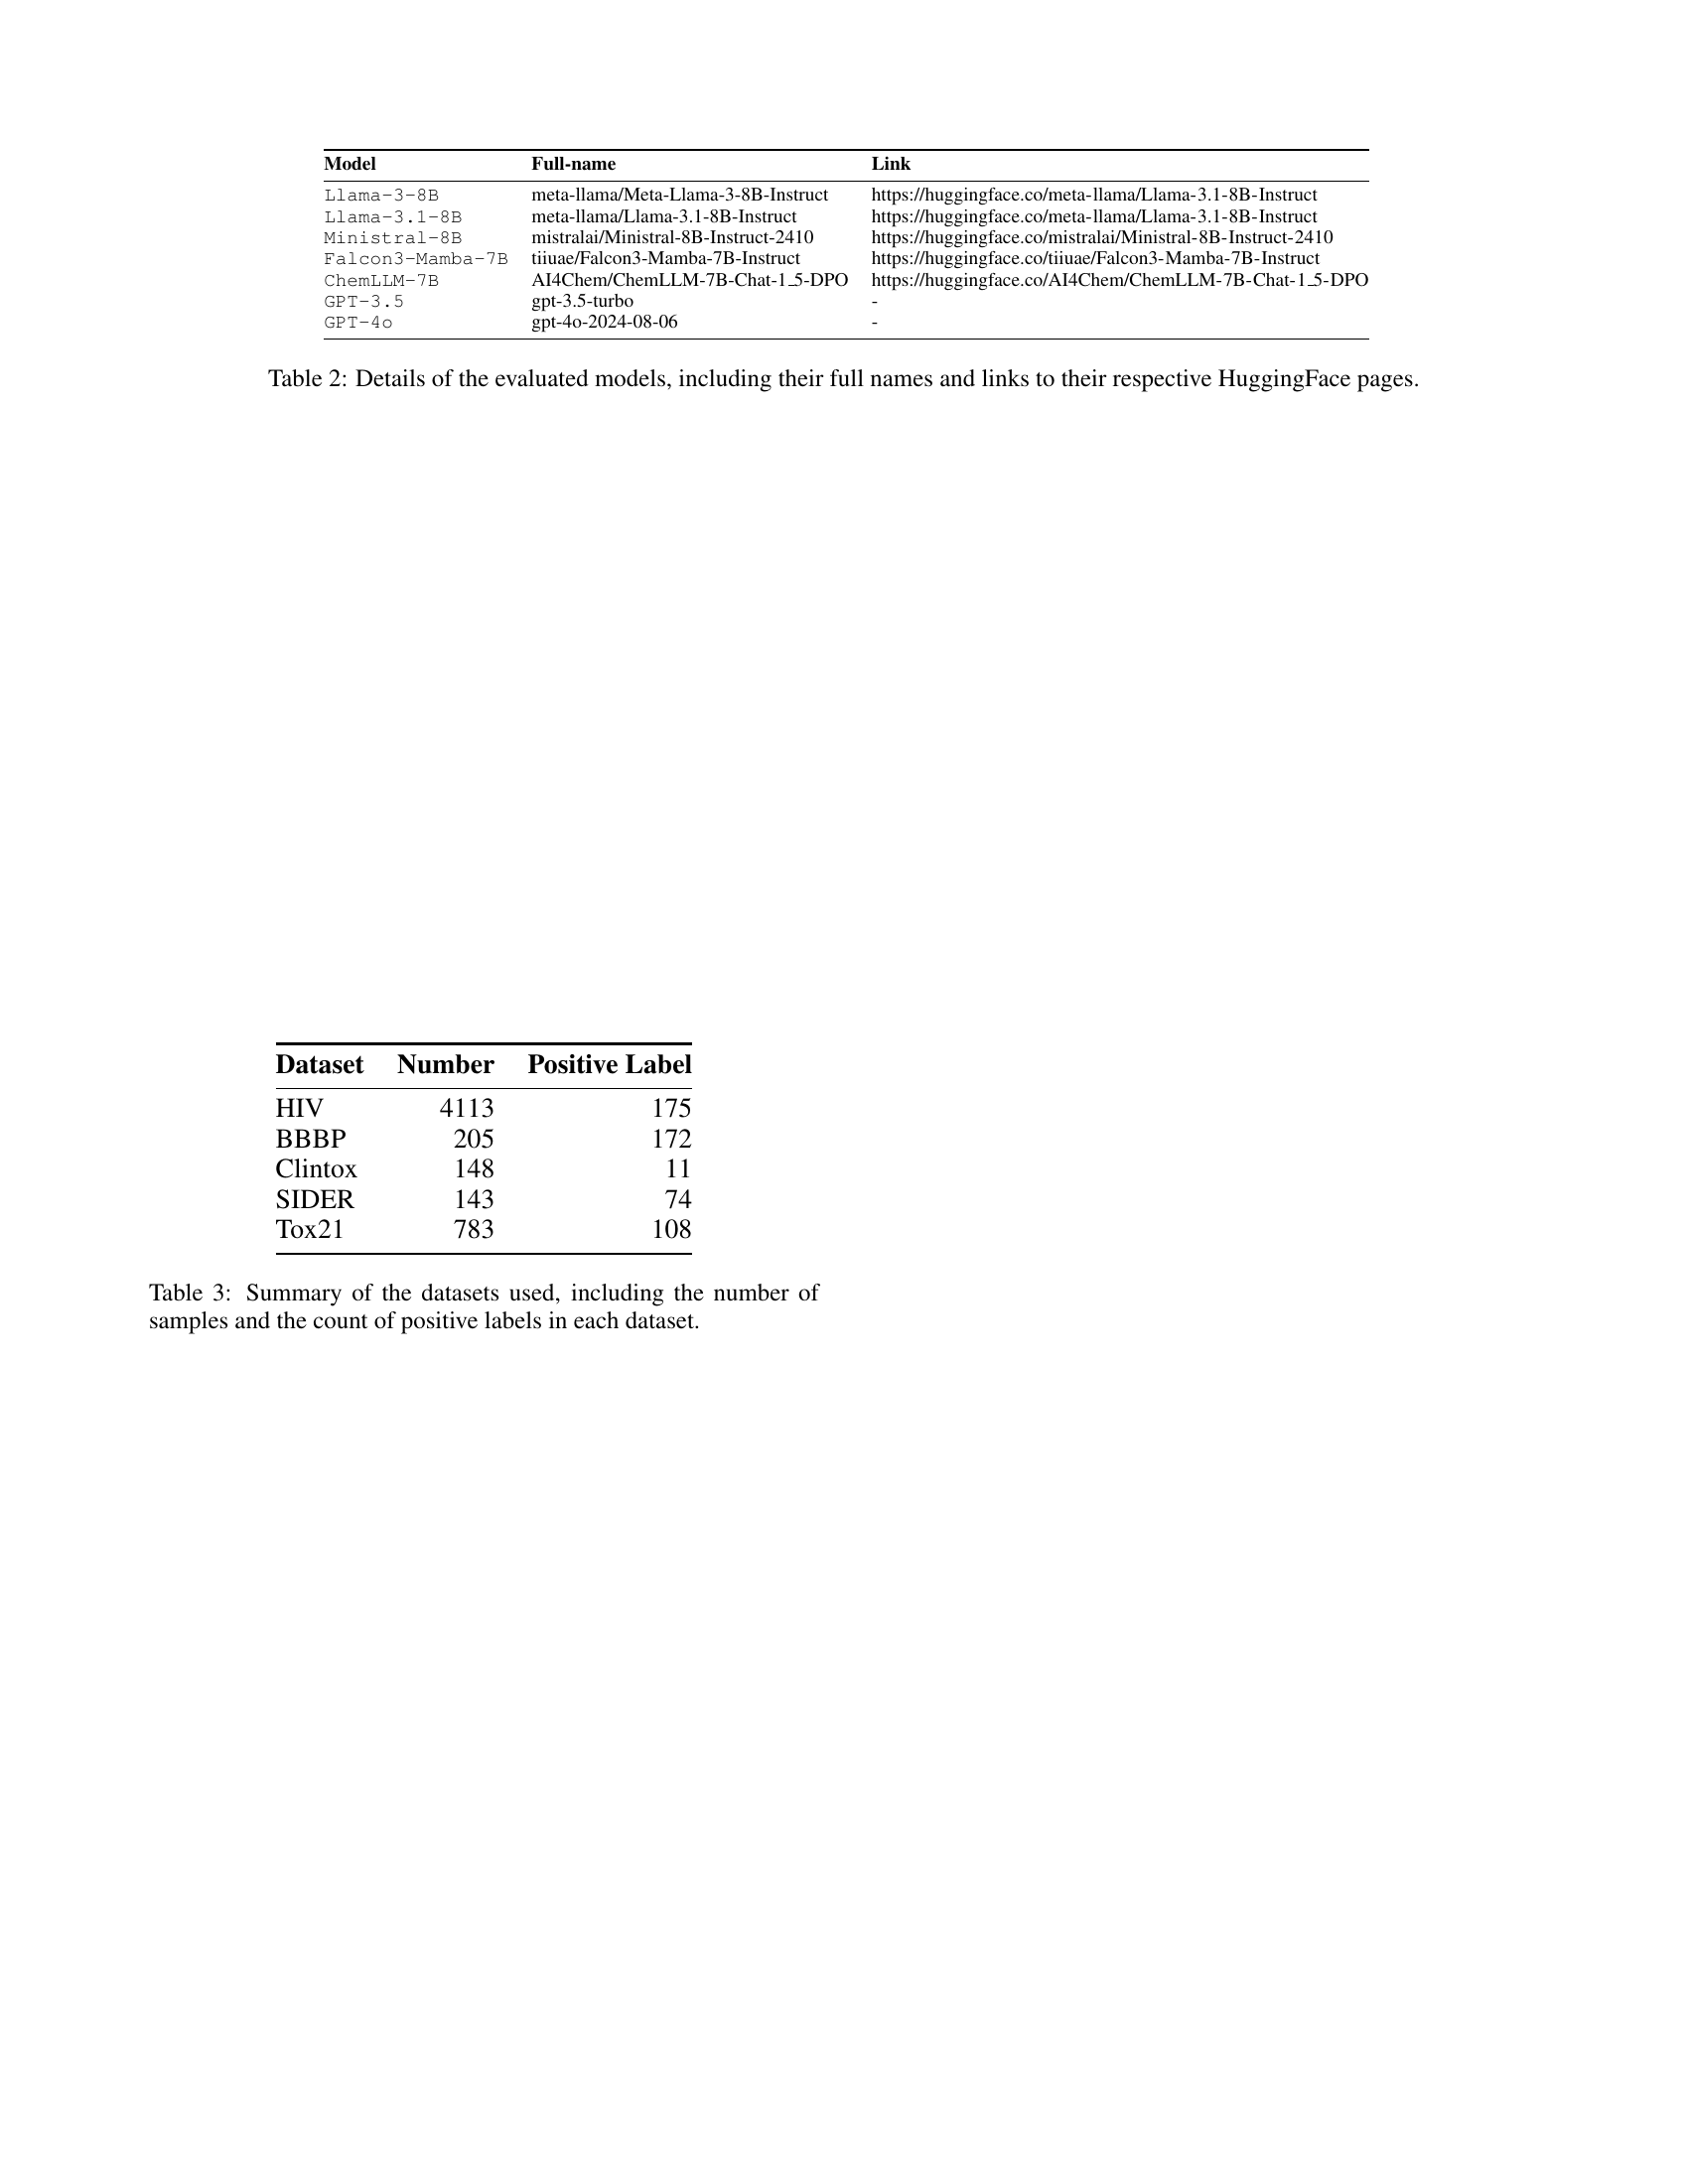 Model Full-name Link
Llama-3-8B meta-llama/Meta-Llama-3-8B-Instruct https://huggingface.co/meta-llama/Llama-3.1-8B-Instruct
Llama-3.1-8B meta-llama/Llama-3.1-8B-Instruct https://huggingface.co/meta-llama/Llama-3.1-8B-Instruct
Ministral-8B mistralai/Ministral-8B-Instruct-2410 https://huggingface.co/mistralai/Ministral-8B-Instruct-2410
Falcon3-Mamba-7B tiiuae/Falcon3-Mamba-7B-Instruct https://huggingface.co/tiiuae/Falcon3-Mamba-7B-Instruct
ChemLLM-7B AI4Chem/ChemLLM-7B-Chat-1_5-DPO https://huggingface.co/AI4Chem/ChemLLM-7B-Chat-1_5-DPO
GPT-3.5 gpt-3.5-turbo -
GPT-4o gpt-4o-2024-08-06 -
Table 2: Details of the evaluated models, including their full names and links to their respective HuggingFace pages.
Dataset Number Positive Label
HIV 4113 175
BBBP 205 172
Clintox 148 11
SIDER 143 74
Tox21 783 108
Table 3: Summary of the datasets used, including the number of
samples and the count of positive labels in each dataset.